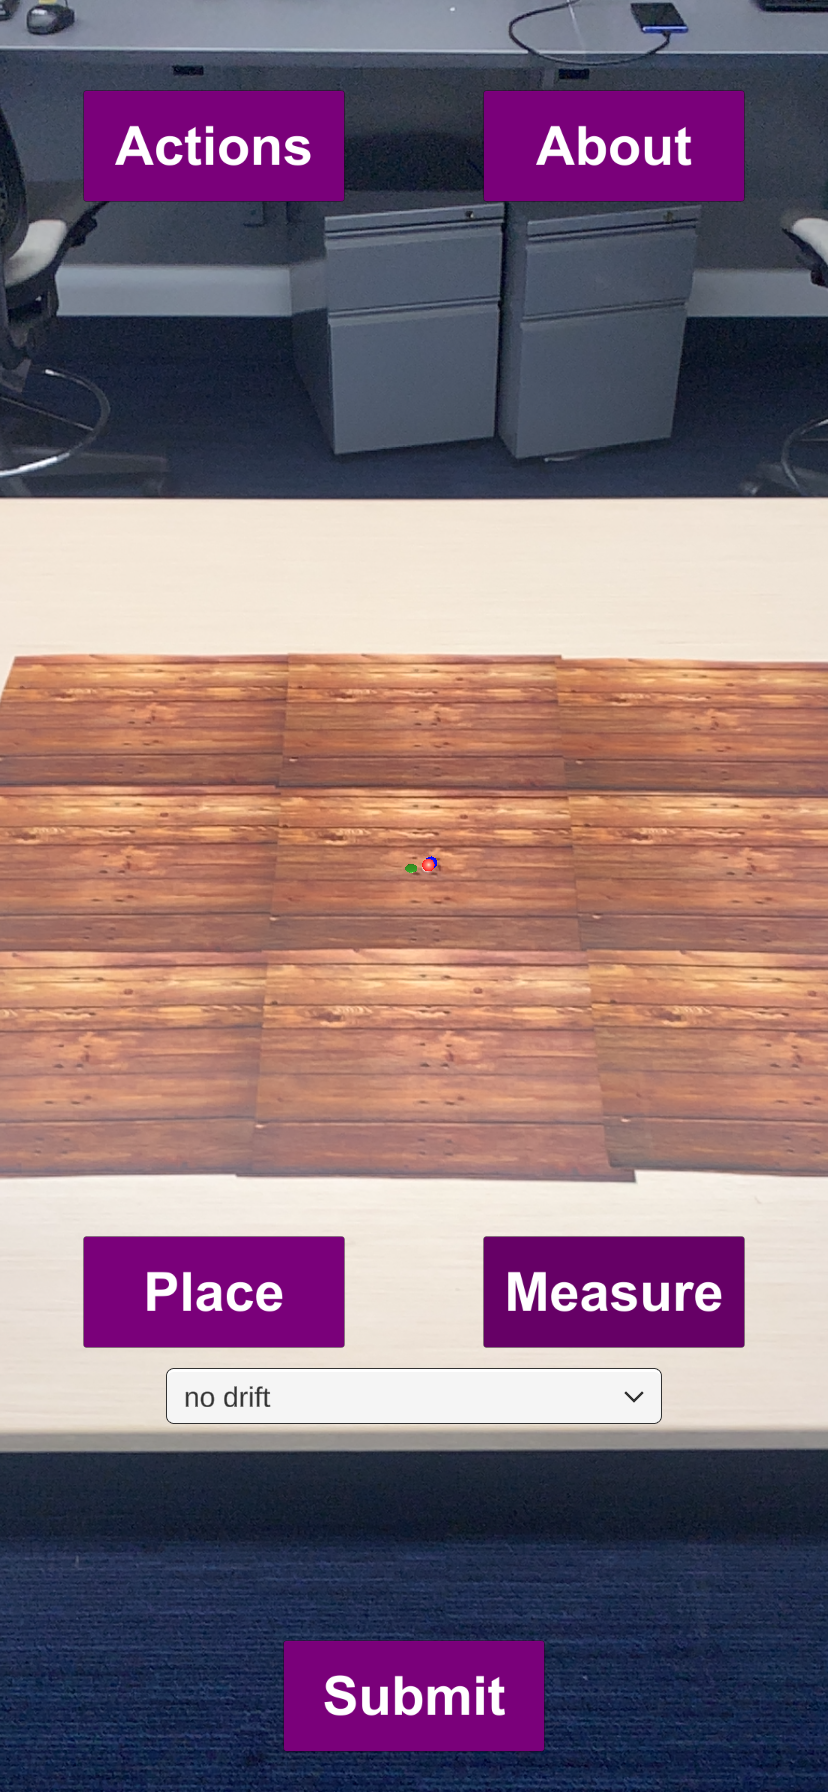 Actions
About
Place
Measure
no drift
Submit